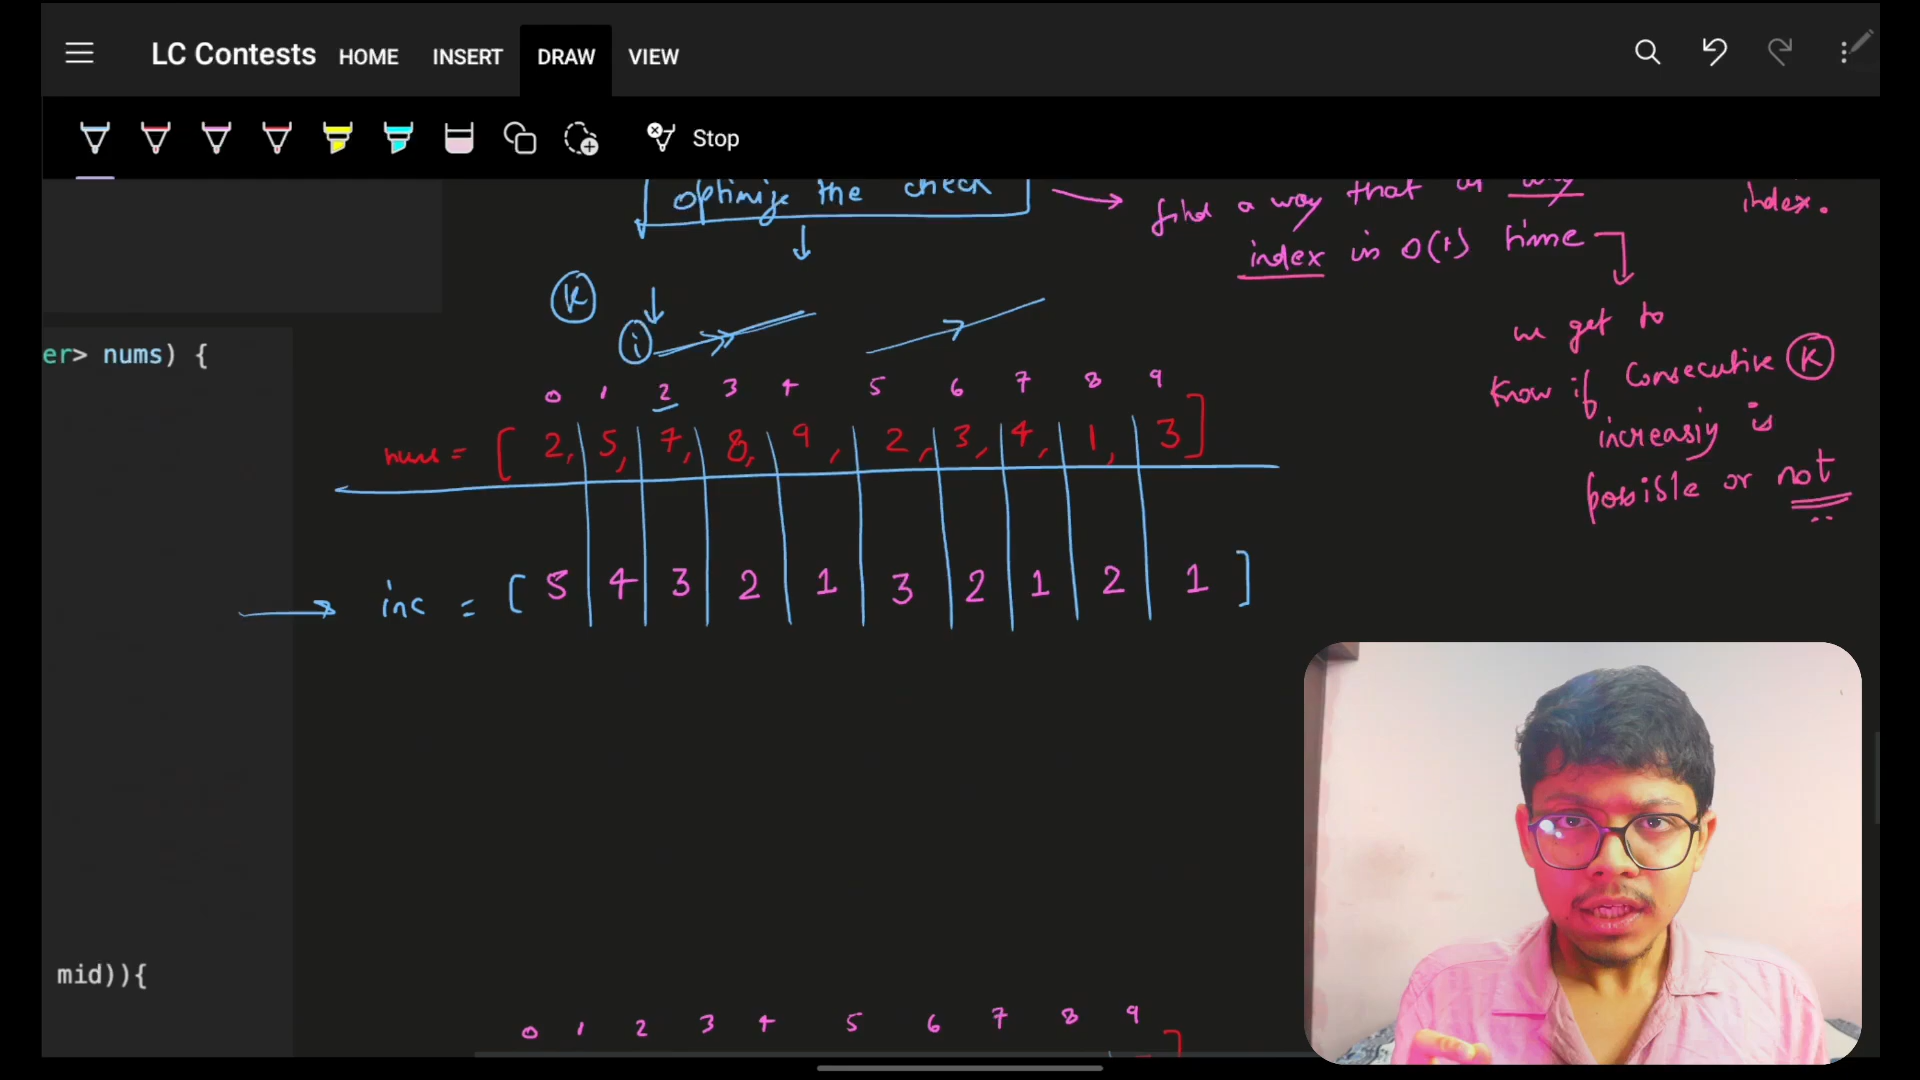 LC Contests HOME INSERT DRAW VIEW
Stop
optimize the check
find a way that at any
index in O(1) time
index.
we get to
know if consecutive K
increasiy is
possible or not
K
i
er> nums) {
0 1 2 3 4 5 6 7 8 9
nums = [ 2, 5, 7, 8, 9, 2, 3, 4, 1, 3 ]
inc = [ 5 4 3 2 1 3 2 1 2 1 ]
mid)){
0 1 2 3 4 5 6 7 8 9
]